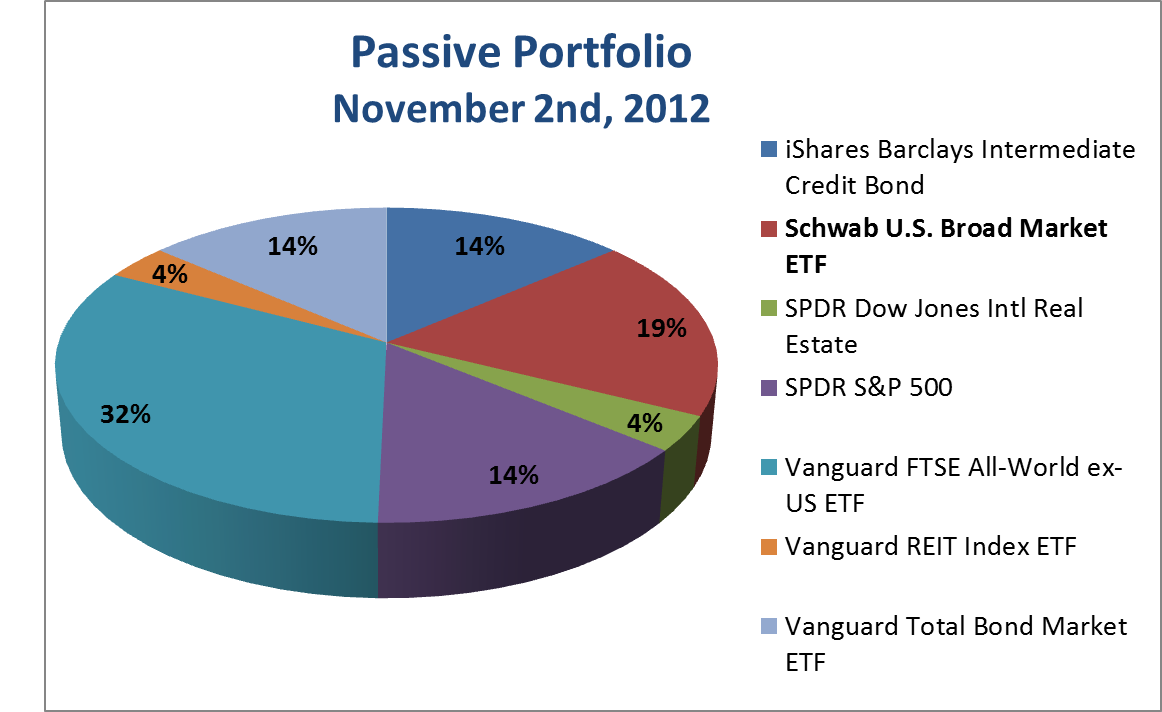 Passive Portfolio
November 2nd, 2012
iShares Barclays Intermediate
Credit Bond
Schwab U.S. Broad Market
ETF
SPDR Dow Jones Intl Real
Estate
SPDR S&P 500
Vanguard FTSE All-World ex-
US ETF
Vanguard REIT Index ETF
Vanguard Total Bond Market
ETF
14%
14%
4%
19%
32%
4%
14%